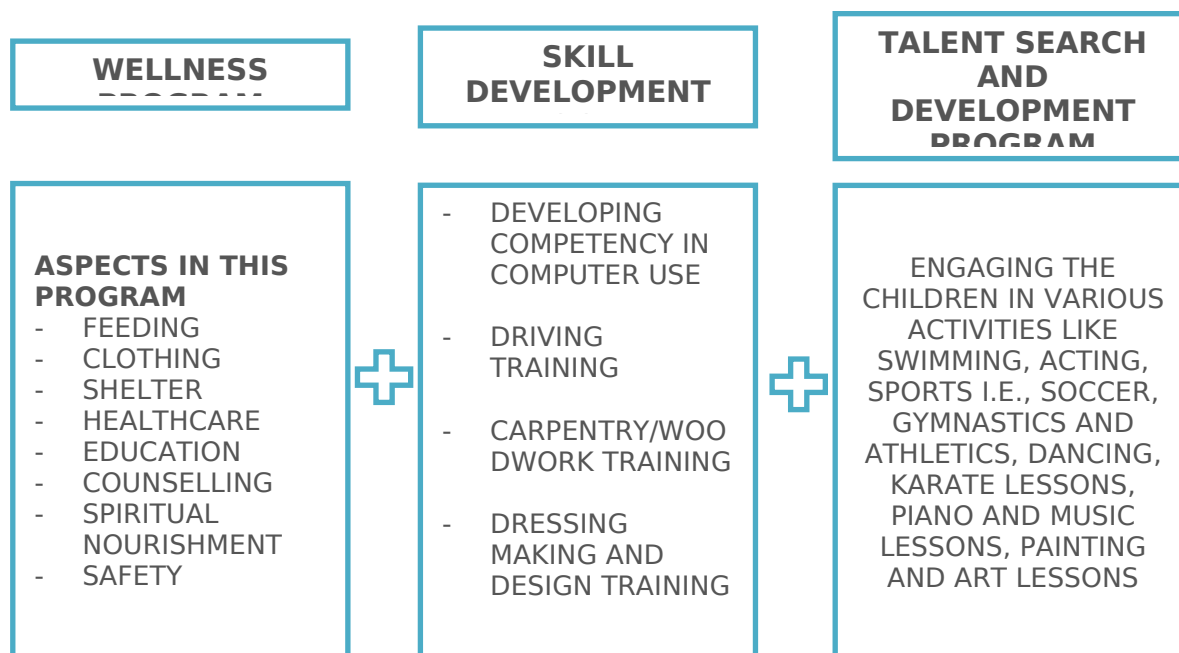 WELLNESS
PROGRAM
SKILL
DEVELOPMENT
TALENT SEARCH
AND
DEVELOPMENT
PROGRAM
ASPECTS IN THIS
PROGRAM
- FEEDING
- CLOTHING
- SHELTER
- HEALTHCARE
- EDUCATION
- COUNSELLING
- SPIRITUAL
NOURISHMENT
- SAFETY
- DEVELOPING
COMPETENCY IN
COMPUTER USE
- DRIVING
TRAINING
- CARPENTRY/WOO
DWORK TRAINING
- DRESSING
MAKING AND
DESIGN TRAINING
ENGAGING THE
CHILDREN IN VARIOUS
ACTIVITIES LIKE
SWIMMING, ACTING,
SPORTS I.E., SOCCER,
GYMNASTICS AND
ATHLETICS, DANCING,
KARATE LESSONS,
PIANO AND MUSIC
LESSONS, PAINTING
AND ART LESSONS